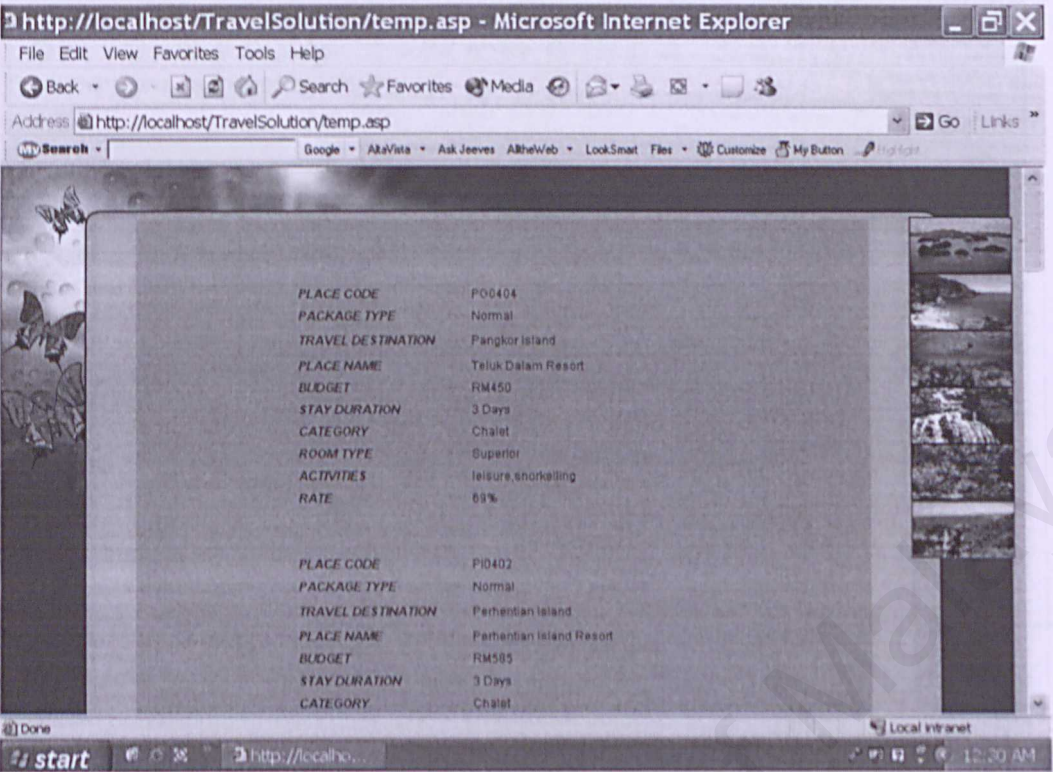 http://localhost/TravelSolution/temp.asp - Microsoft Internet Explorer
File Edit View Favorites Tools Help
Back Search Favorites Media
Address http://localhost/TravelSolution/temp.asp Go Links »
Search Google AltaVista Ask Jeeves AlltheWeb LookSmart Files Customize My Button Highlight
PLACE CODE PO0404
PACKAGE TYPE Normal
TRAVEL DESTINATION Pangkor Island
PLACE NAME Teluk Dalam Resort
BUDGET RM450
STAY DURATION 3 Days
CATEGORY Chalet
ROOM TYPE Superior
ACTIVITIES leisure,snorkelling
RATE 69%
PLACE CODE PI0402
PACKAGE TYPE Normal
TRAVEL DESTINATION Perhentian Island
PLACE NAME Perhentian Island Resort
BUDGET RM585
STAY DURATION 3 Days
CATEGORY Chalet
Done Local intranet
start http://localho... 12:20 AM